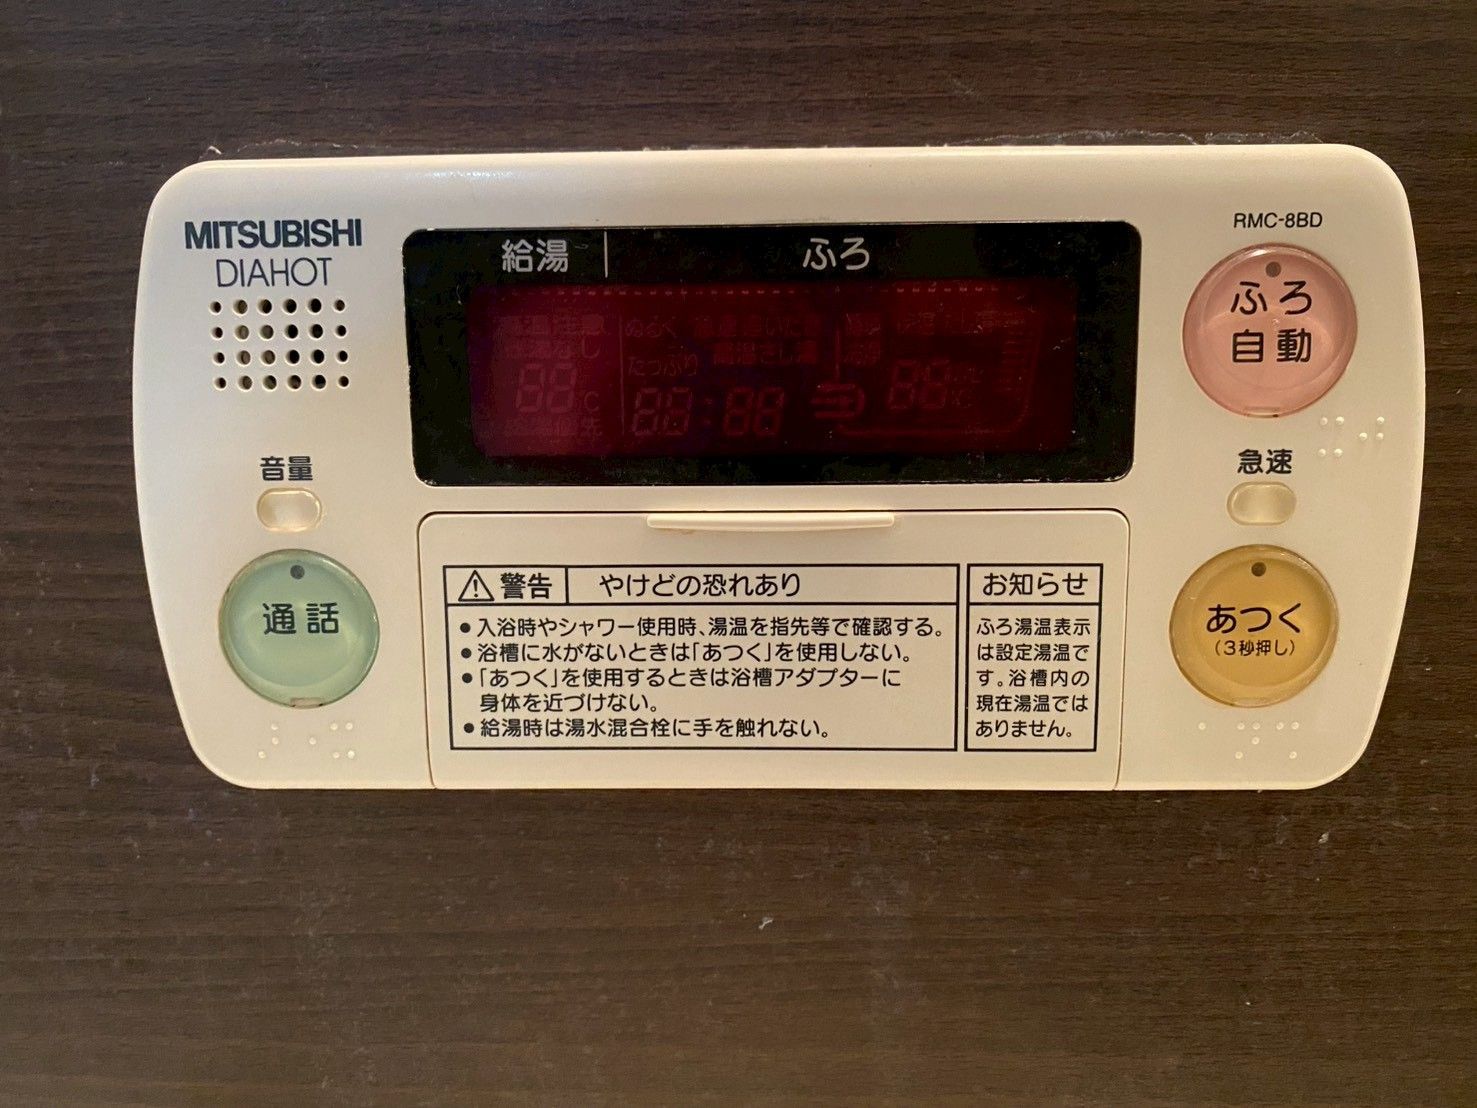 MITSUBISHI
DIAHOT
給湯
ふろ
RMC-8BD
ふろ
自動
たっぷり
88:88
音量
急速
通話
あつく
(3秒押し)
⚠警告 やけどの恐れあり
●入浴時やシャワー使用時、湯温を指先等で確認する。
●浴槽に水がないときは「あつく」を使用しない。
●「あつく」を使用するときは浴槽アダプターに
身体を近づけない。
●給湯時は湯水混合栓に手を触れない。
お知らせ
ふろ湯温表示
は設定湯温で
す。浴槽内の
現在湯温では
ありません。